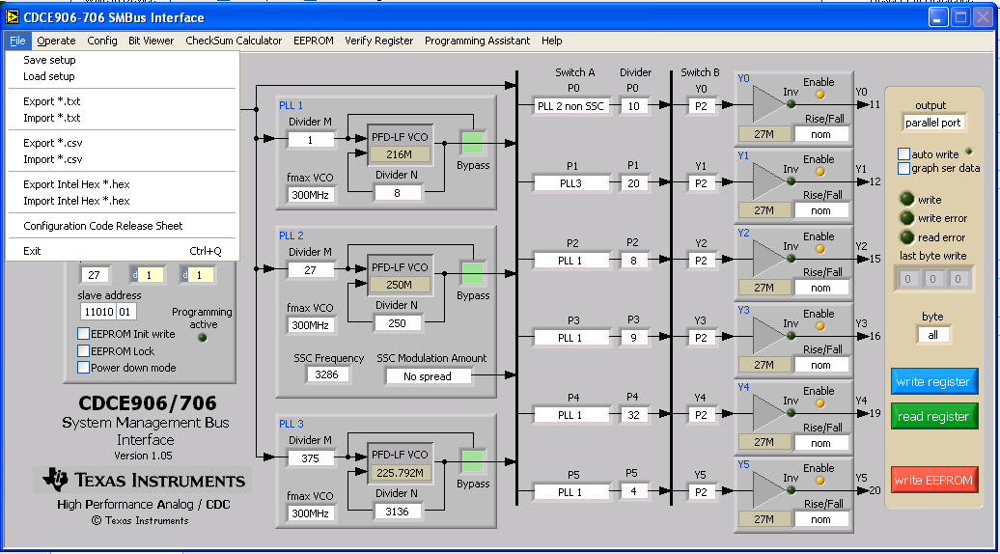 CDCE906-706 SMBus Interface
File Operate Config Bit Viewer CheckSum Calculator EEPROM Verify Register Programming Assistant Help
Save setup
Load setup
Export *.txt
Import *.txt
Export *.csv
Import *.csv
Export Intel Hex *.hex
Import Intel Hex *.hex
Configuration Code Release Sheet
Exit Ctrl+Q
27 d 1 d 1
slave address
11010 01
Programming
active
EEPROM Init write
EEPROM Lock
Power down mode
CDCE906/706
System Management Bus
Interface
Version 1.05
TEXAS INSTRUMENTS
High Performance Analog / CDC
© Texas Instruments
PLL 1
Divider M
1
PFD-LF VCO
216M
fmax VCO
300MHz
Divider N
8
Bypass
PLL 2
Divider M
27
PFD-LF VCO
250M
fmax VCO
300MHz
Divider N
250
Bypass
SSC Frequency
3286
SSC Modulation Amount
No spread
PLL 3
Divider M
375
PFD-LF VCO
225.792M
fmax VCO
300MHz
Divider N
3136
Bypass
Switch A Divider Switch B
P0 P0 Y0
PLL 2 non SSC 10 P2
P1 P1 Y1
PLL3 20 P2
P2 P2 Y2
PLL 1 8 P2
P3 P3 Y3
PLL 1 9 P2
P4 P4 Y4
PLL 1 32 P2
P5 P5 Y5
PLL 1 4 P2
Y0 Enable
Inv Y0
11
Rise/Fall
27M nom
Y1 Enable
Inv Y1
12
Rise/Fall
27M nom
Y2 Enable
Inv Y2
15
Rise/Fall
27M nom
Y3 Enable
Inv Y3
16
Rise/Fall
27M nom
Y4 Enable
Inv Y4
19
Rise/Fall
27M nom
Y5 Enable
Inv Y5
20
Rise/Fall
27M nom
output
parallel port
auto write
graph ser data
write
write error
read error
last byte write
0 0 0
byte
all
write register
read register
write EEPROM